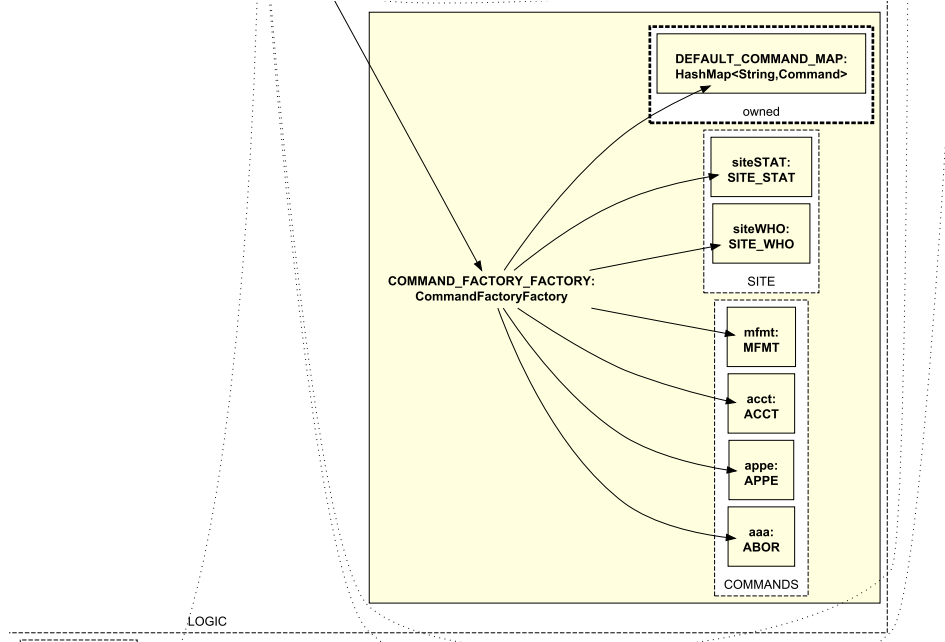 DEFAULT_COMMAND_MAP:
HashMap<String,Command>
owned
siteSTAT:
SITE_STAT
siteWHO:
SITE_WHO
SITE
COMMAND_FACTORY_FACTORY:
CommandFactoryFactory
mfmt:
MFMT
acct:
ACCT
appe:
APPE
aaa:
ABOR
COMMANDS
LOGIC